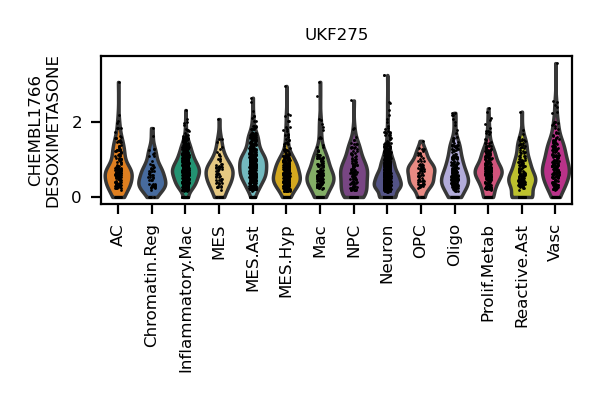 UKF275
CHEMBL1766
DESOXIMETASONE
2
0
AC
Chromatin.Reg
Inflammatory.Mac
MES
MES.Ast
MES.Hyp
Mac
NPC
Neuron
OPC
Oligo
Prolif.Metab
Reactive.Ast
Vasc